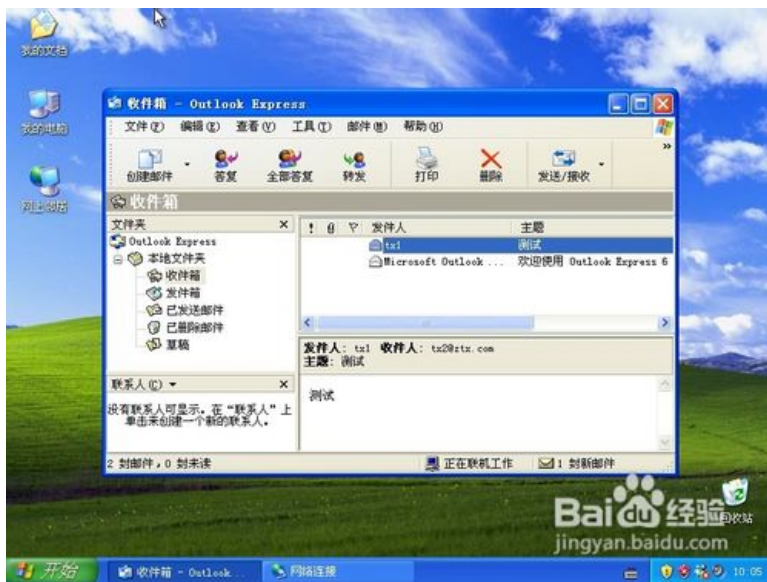 我的文档
我的电脑
网上邻居
收件箱 - Outlook Express
文件(F) 编辑(E) 查看(V) 工具(T) 邮件(M) 帮助(H)
创建邮件 答复 全部答复 转发 打印 删除 发送/接收 »
收件箱
文件夹 ×
Outlook Express
本地文件夹
收件箱
发件箱
已发送邮件
已删除邮件
草稿
! 发件人 主题
tx1 测试
Microsoft Outlook ... 欢迎使用 Outlook Express 6
发件人: tx1 收件人: tx2@ztx.com
主题: 测试
测试
联系人(C) ×
没有联系人可显示。在“联系人”上
单击来创建一个新的联系人。
2 封邮件，0 封未读 正在联机工作 1 封新邮件
Baidu经验
jingyan.baidu.com
回收站
开始 收件箱 - Outlook... 网络连接 10:05